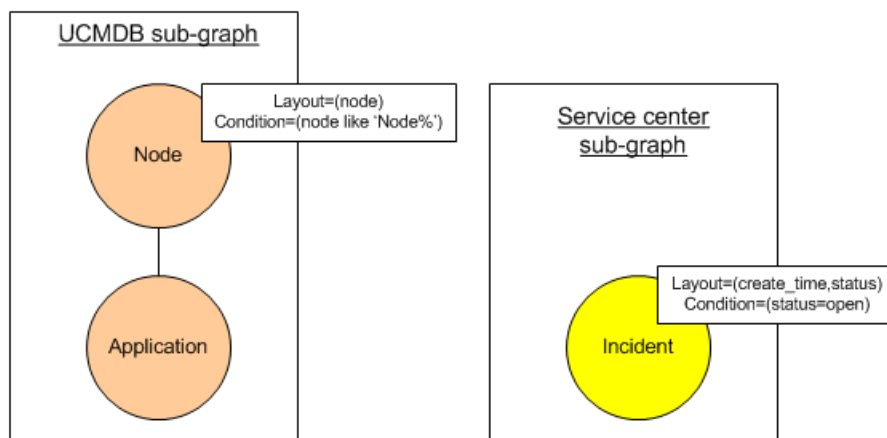 UCMDB sub-graph
Layout=(node)
Condition=(node like ‘Node%’)
Node
Application
Service center
sub-graph
Layout=(create_time,status)
Condition=(status=open)
Incident